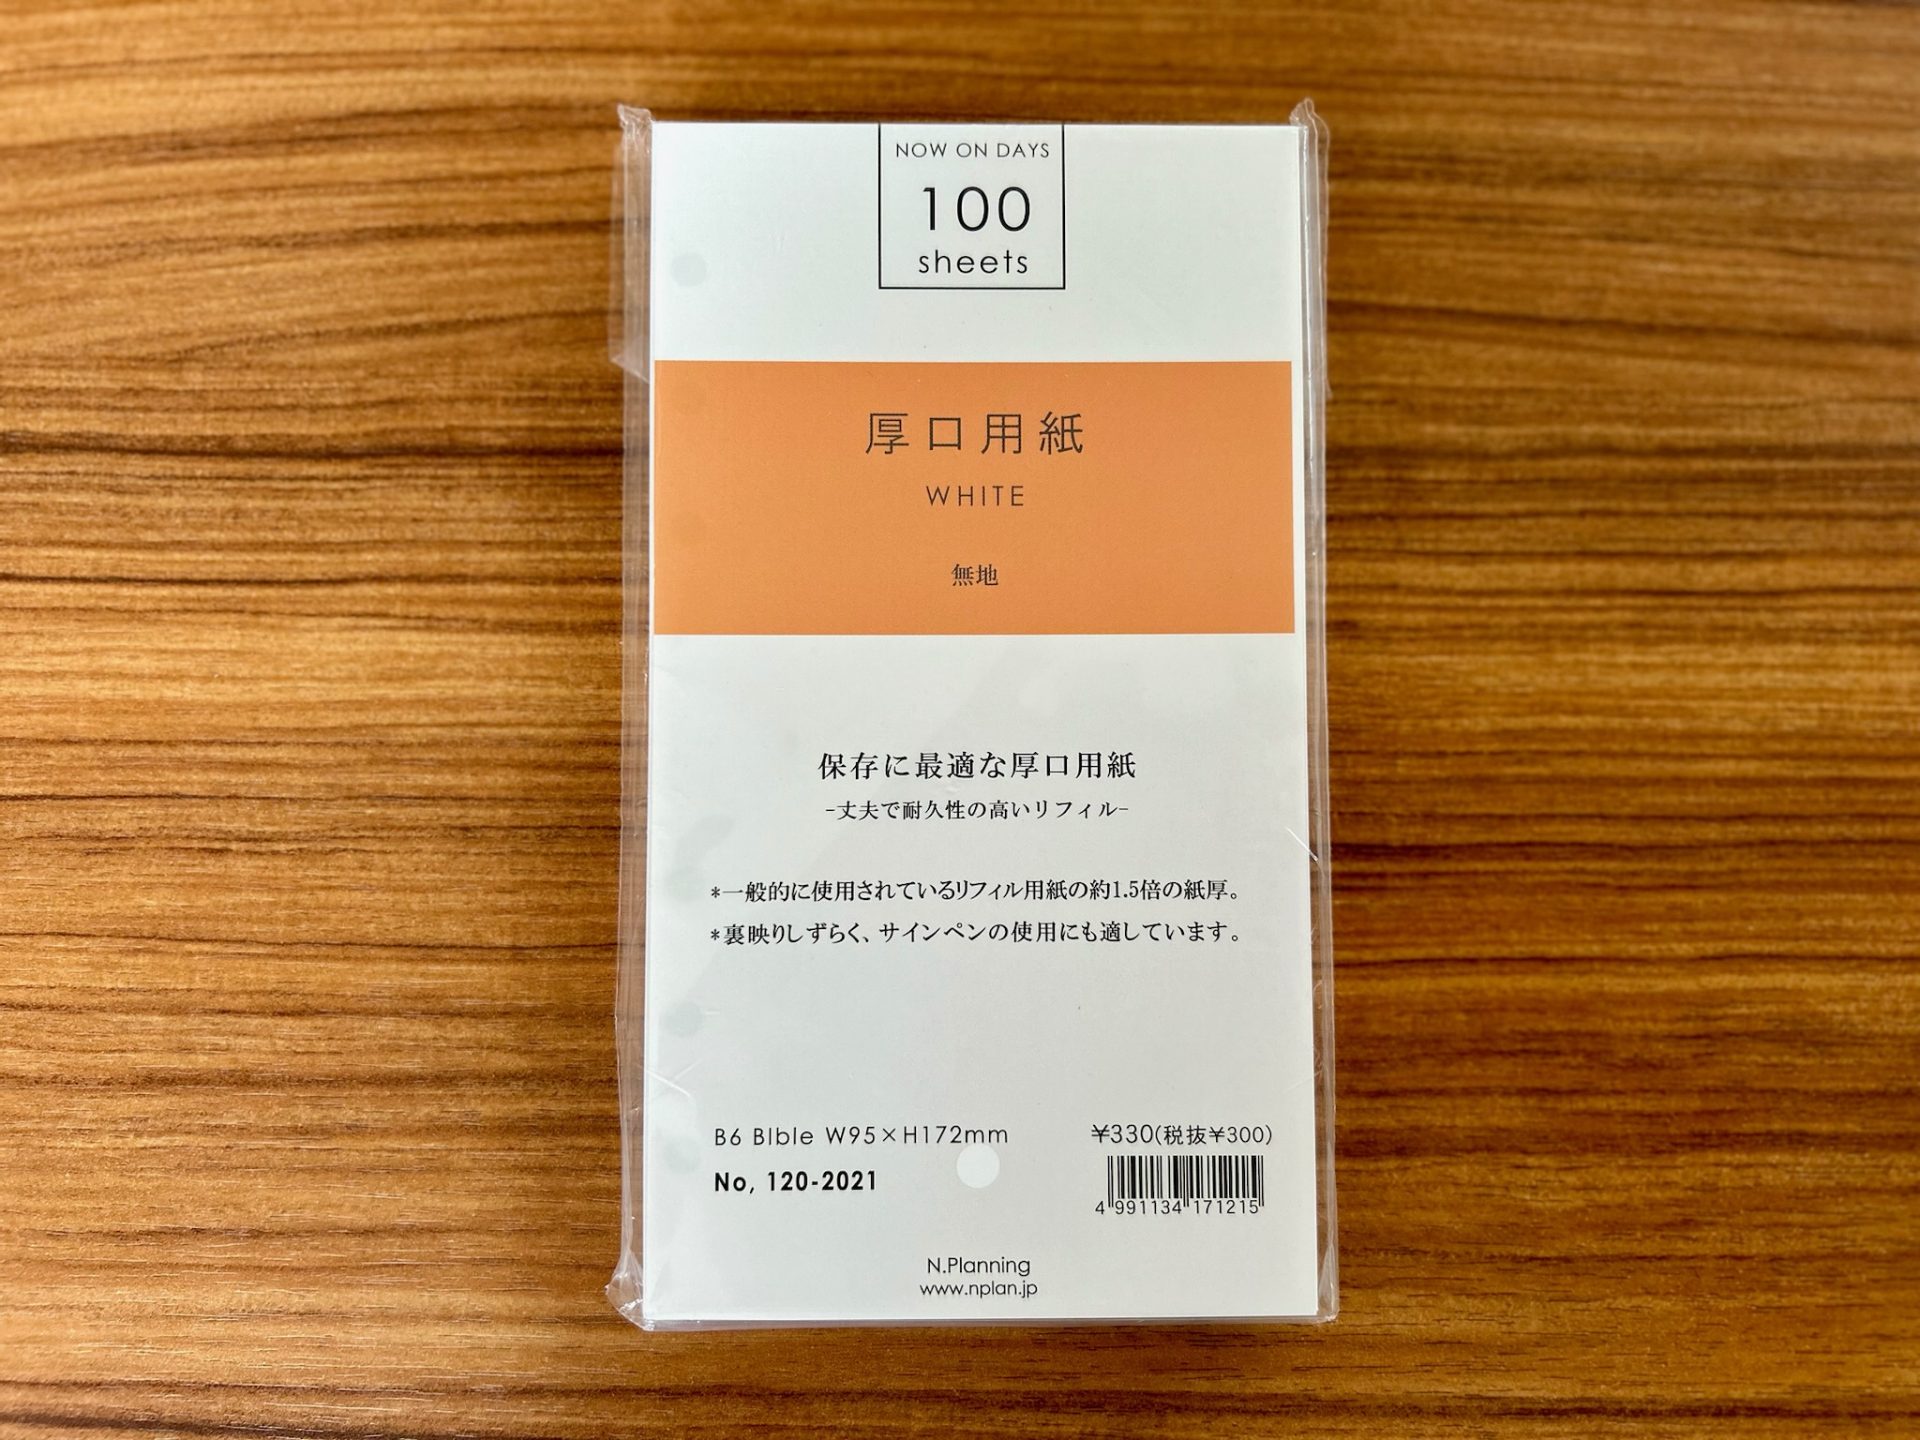 NOW ON DAYS
100
sheets
厚口用紙
WHITE
無地
保存に最適な厚口用紙
-丈夫で耐久性の高いリフィル-
*一般的に使用されているリフィル用紙の約1.5倍の紙厚。
*裏映りしずらく、サインペンの使用にも適しています。
B6 BIble W95×H172mm
¥330(税抜¥300)
No, 120-2021
4 991134 171215
N.Planning
www.nplan.jp